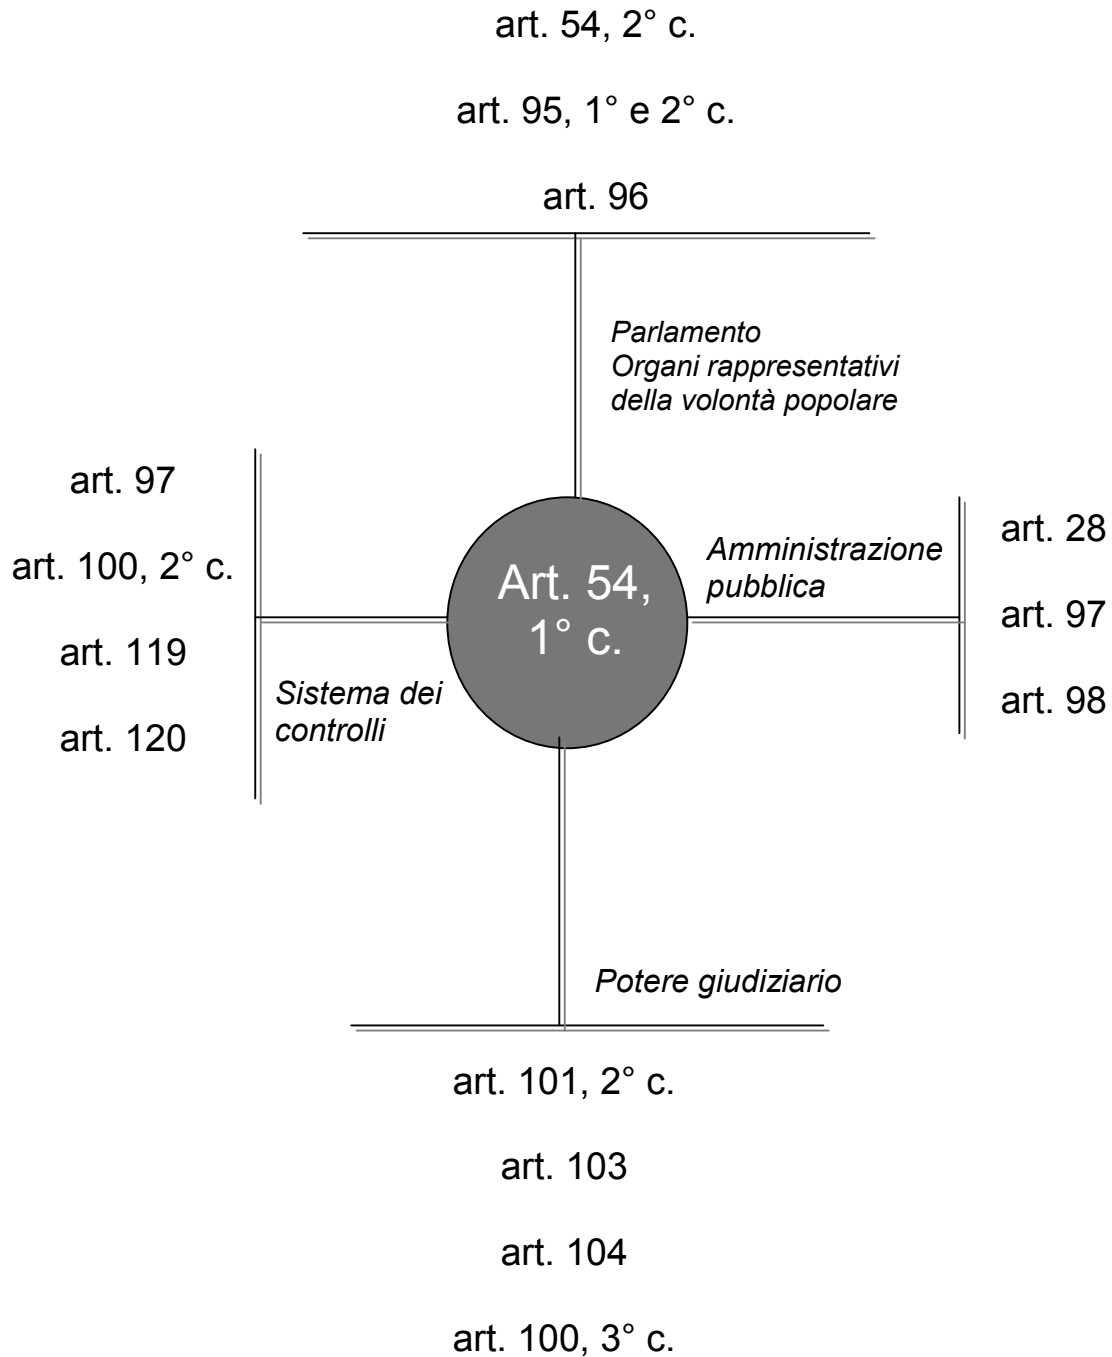 art. 54, 2° c.
art. 95, 1° e 2° c.
art. 96
Parlamento
Organi rappresentativi
della volontà popolare
art. 97
art. 100, 2° c.
art. 119
art. 120
Sistema dei
controlli
Art. 54,
1° c.
Amministrazione
pubblica
art. 28
art. 97
art. 98
Potere giudiziario
art. 101, 2° c.
art. 103
art. 104
art. 100, 3° c.